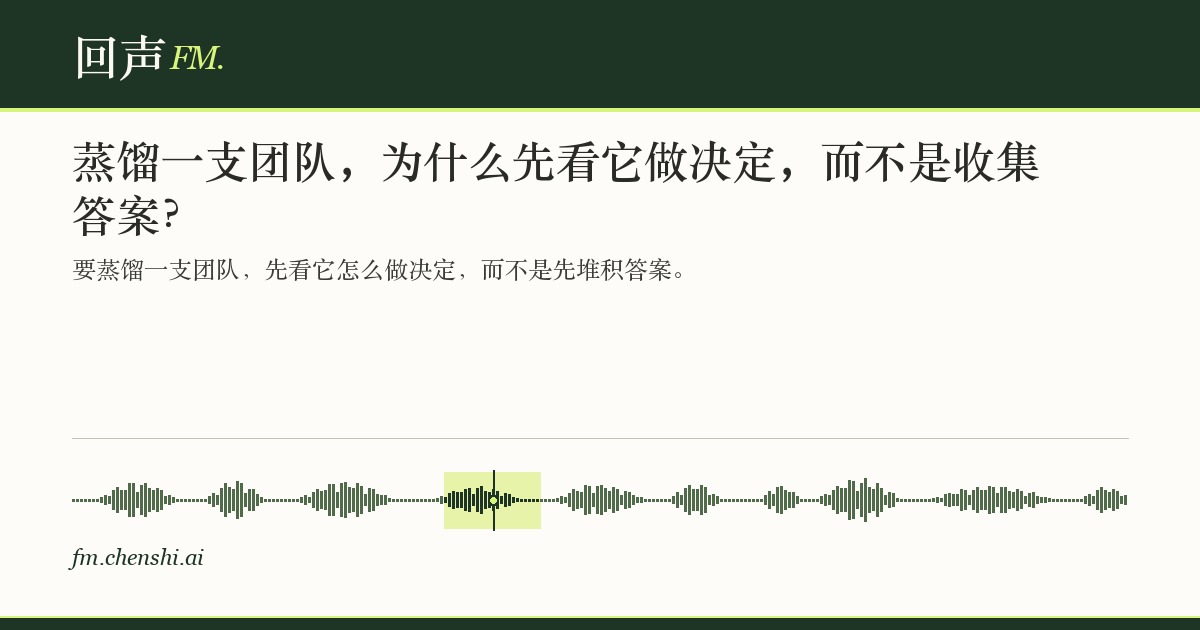 回声 FM.
蒸馏一支团队，为什么先看它做决定，而不是收集
答案？
要蒸馏一支团队，先看它怎么做决定，而不是先堆积答案。
fm.chenshi.ai